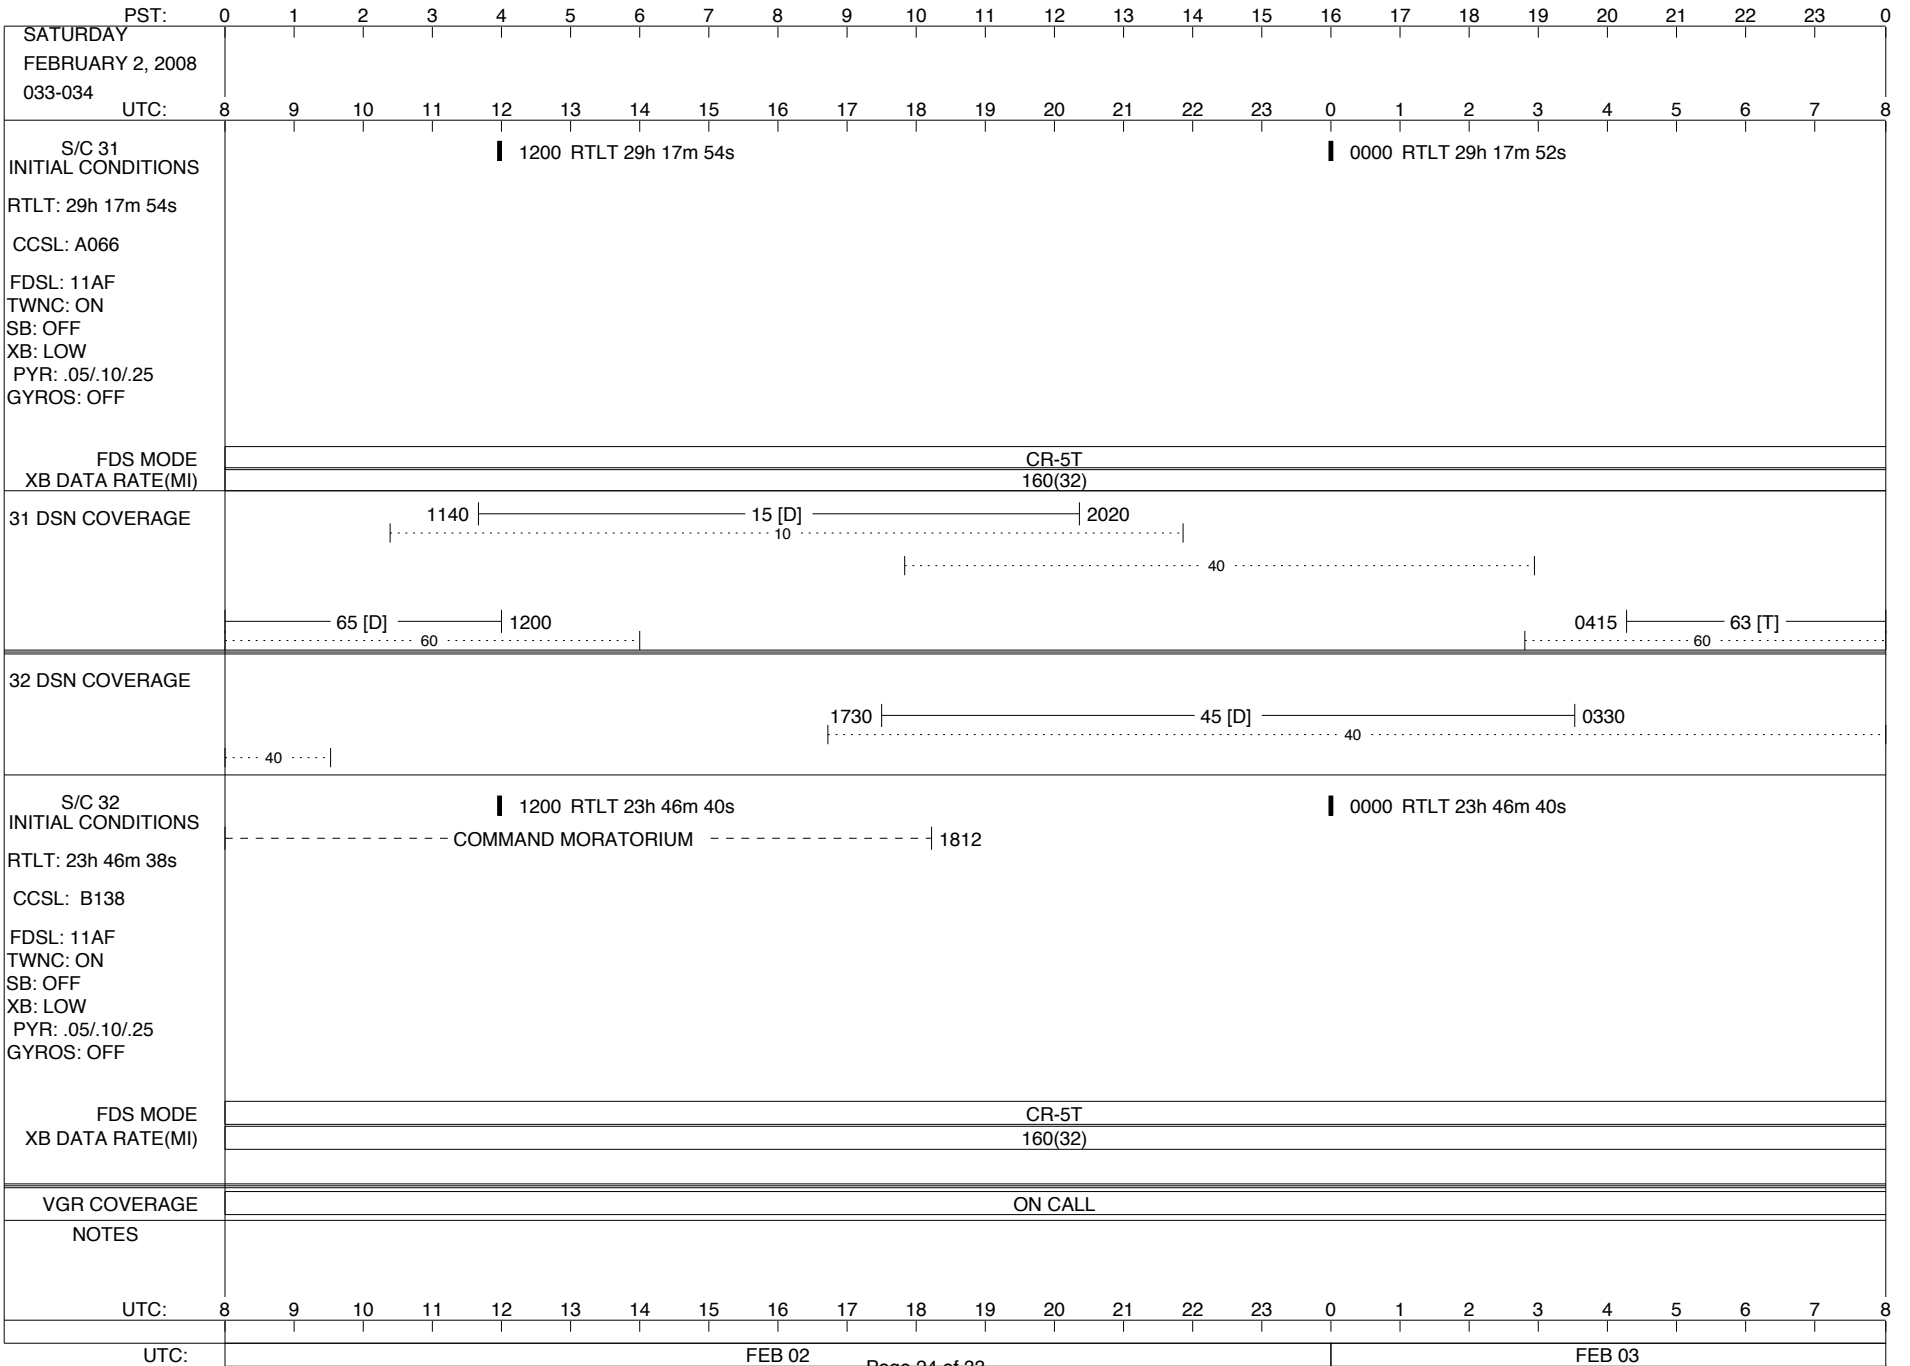 PST: 0 1 2 3 4 5 6 7 8 9 10 11 12 13 14 15 16 17 18 19 20 21 22 23 0
SATURDAY
FEBRUARY 2, 2008
033-034
UTC: 8 9 10 11 12 13 14 15 16 17 18 19 20 21 22 23 0 1 2 3 4 5 6 7 8
S/C 31
INITIAL CONDITIONS
1200 RTLT 29h 17m 54s
0000 RTLT 29h 17m 52s
RTLT: 29h 17m 54s
CCSL: A066
FDSL: 11AF
TWNC: ON
SB: OFF
XB: LOW
PYR: .05/.10/.25
GYROS: OFF
FDS MODE CR-5T
XB DATA RATE(MI) 160(32)
31 DSN COVERAGE
1140 15 [D] 2020
10
40
65 [D] 1200 0415 63 [T]
60 60
32 DSN COVERAGE
1730 45 [D] 0330
40
40
S/C 32
INITIAL CONDITIONS
1200 RTLT 23h 46m 40s
0000 RTLT 23h 46m 40s
COMMAND MORATORIUM 1812
RTLT: 23h 46m 38s
CCSL: B138
FDSL: 11AF
TWNC: ON
SB: OFF
XB: LOW
PYR: .05/.10/.25
GYROS: OFF
FDS MODE CR-5T
XB DATA RATE(MI) 160(32)
VGR COVERAGE ON CALL
NOTES
UTC: 8 9 10 11 12 13 14 15 16 17 18 19 20 21 22 23 0 1 2 3 4 5 6 7 8
UTC: FEB 02 FEB 03
Page 24 of 33